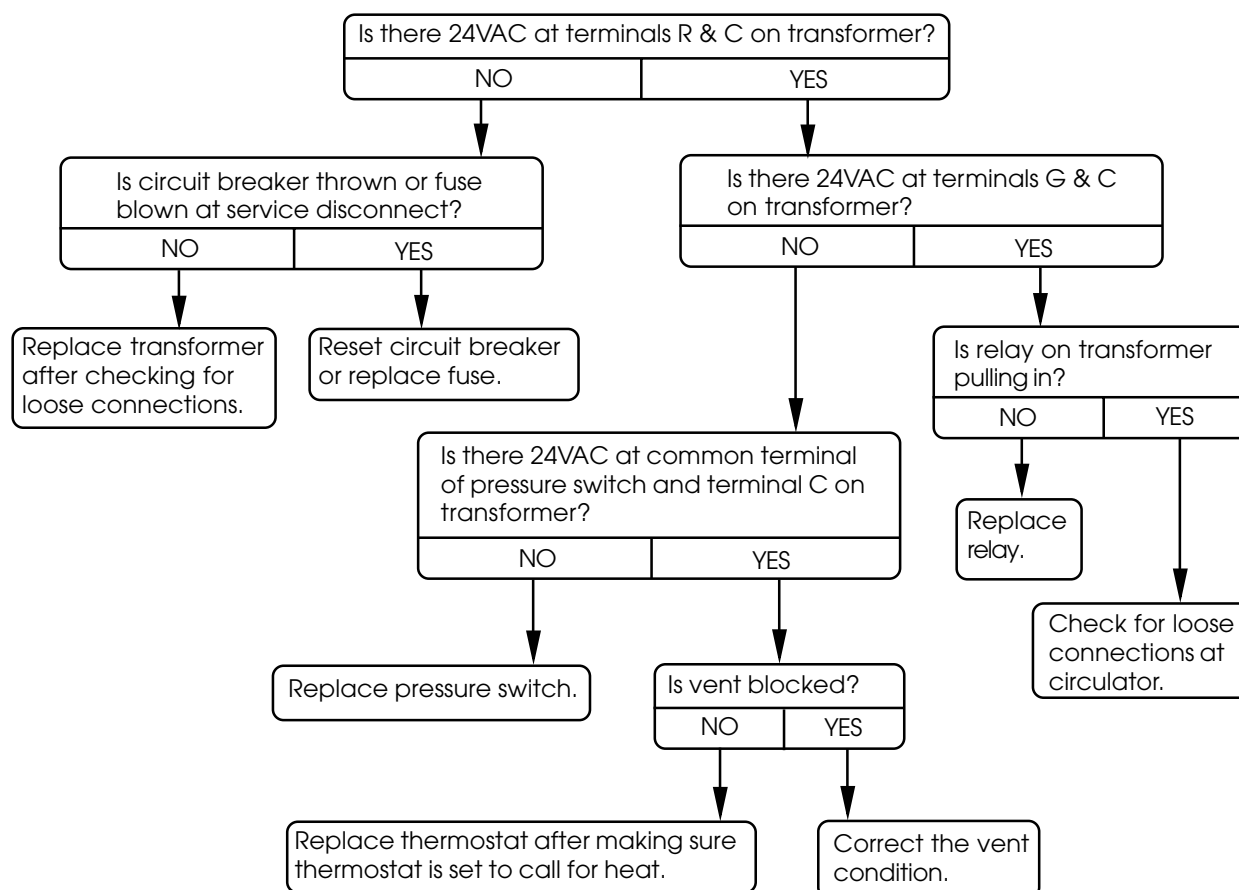 Is there 24VAC at terminals R & C on transformer?
NO
YES
Is circuit breaker thrown or fuse
blown at service disconnect?
NO
YES
Is there 24VAC at terminals G & C
on transformer?
NO
YES
Replace transformer
after checking for
loose connections.
Reset circuit breaker
or replace fuse.
Is relay on transformer
pulling in?
NO
YES
Is there 24VAC at common terminal
of pressure switch and terminal C on
transformer?
NO
YES
Replace
relay.
Check for loose
connections at
circulator.
Replace pressure switch.
Is vent blocked?
NO
YES
Replace thermostat after making sure
thermostat is set to call for heat.
Correct the vent
condition.